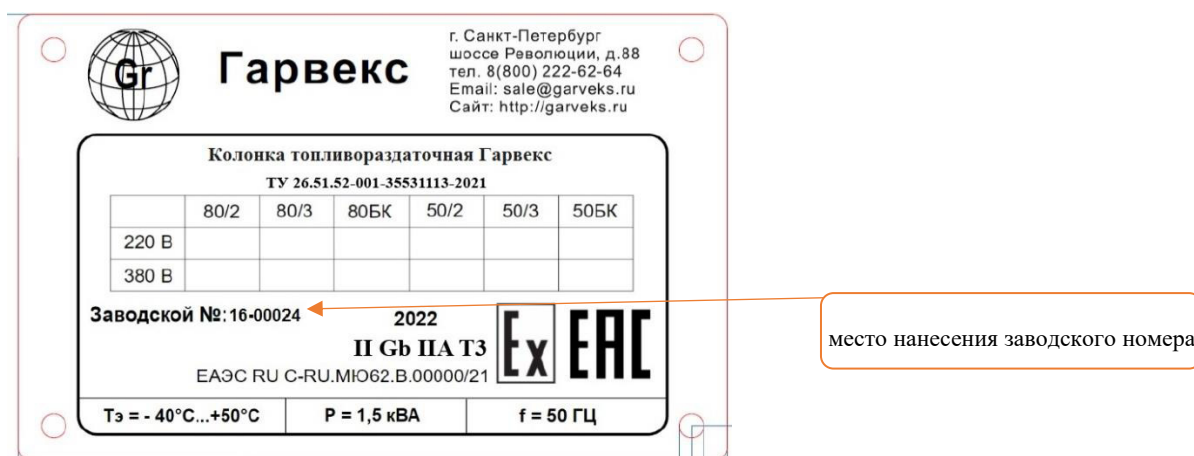 Gr
Гарвекс
г. Санкт-Петербург
шоссе Революции, д.88
тел. 8(800) 222-62-64
Email: sale@garveks.ru
Сайт: http://garveks.ru
Колонка топливораздаточная Гарвекс
ТУ 26.51.52-001-35531113-2021
80/2 80/3 80БК 50/2 50/3 50БК
220 В
380 В
Заводской №: 16-00024
2022
II Gb IIA T3
ЕАЭС RU C-RU.МЮ62.В.00000/21
Ex EAC
Тэ = - 40°С...+50°С P = 1,5 кВА f = 50 ГЦ
место нанесения заводского номера